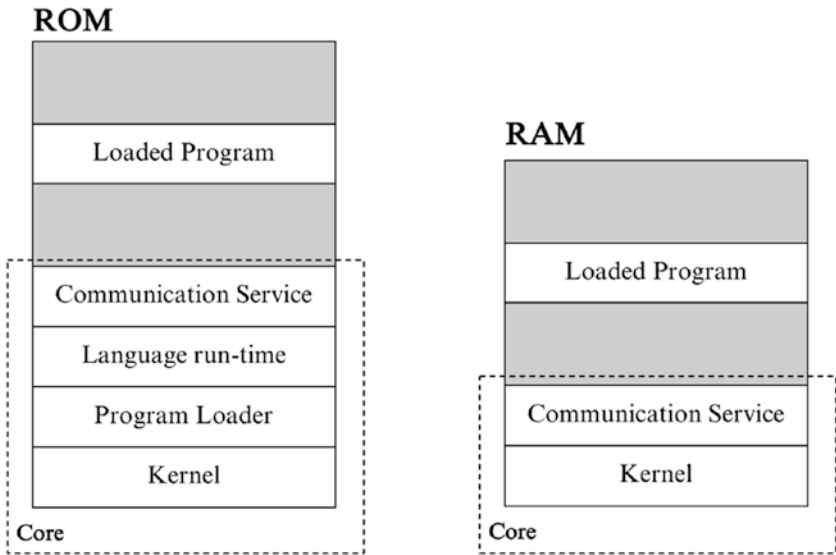 ROM
Loaded Program
Communication Service
Language run-time
Program Loader
Kernel
Core
RAM
Loaded Program
Communication Service
Kernel
Core